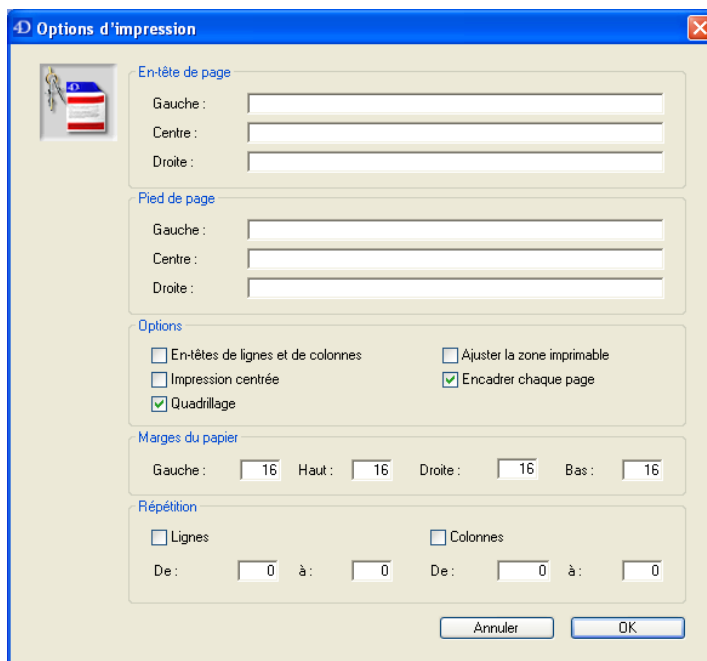 4D Options d'impression
En-tête de page
Gauche :
Centre :
Droite :
Pied de page
Gauche :
Centre :
Droite :
Options
En-têtes de lignes et de colonnes
Ajuster la zone imprimable
Impression centrée
Encadrer chaque page
Quadrillage
Marges du papier
Gauche : 16 Haut : 16 Droite : 16 Bas : 16
Répétition
Lignes
Colonnes
De : 0 à : 0 De : 0 à : 0
Annuler OK